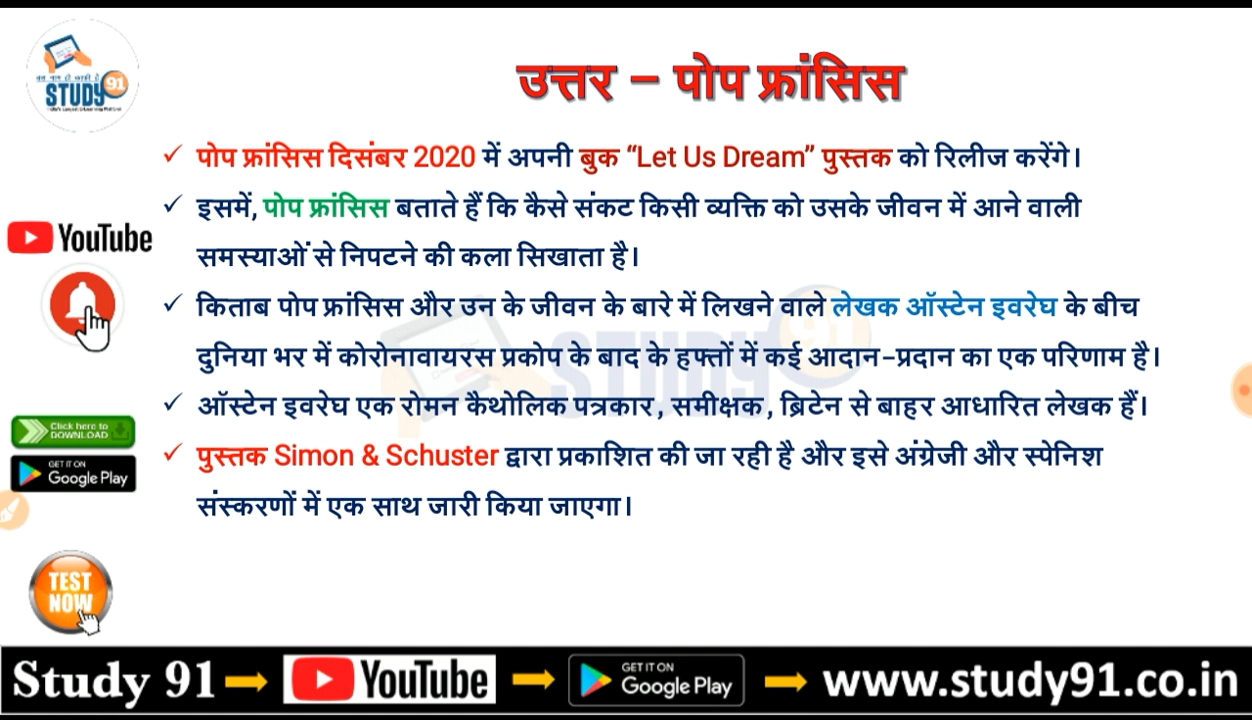 STUDY 91
उत्तर – पोप फ्रांसिस
✓ पोप फ्रांसिस दिसंबर 2020 में अपनी बुक “Let Us Dream” पुस्तक को रिलीज करेंगे।
✓ इसमें, पोप फ्रांसिस बताते हैं कि कैसे संकट किसी व्यक्ति को उसके जीवन में आने वाली
समस्याओं से निपटने की कला सिखाता है।
YouTube
✓ किताब पोप फ्रांसिस और उन के जीवन के बारे में लिखने वाले लेखक ऑस्टेन इवरेघ के बीच
दुनिया भर में कोरोनावायरस प्रकोप के बाद के हफ्तों में कई आदान-प्रदान का एक परिणाम है।
✓ ऑस्टेन इवरेघ एक रोमन कैथोलिक पत्रकार, समीक्षक, ब्रिटेन से बाहर आधारित लेखक हैं।
Click here to
DOWNLOAD
✓ पुस्तक Simon & Schuster द्वारा प्रकाशित की जा रही है और इसे अंग्रेजी और स्पेनिश
संस्करणों में एक साथ जारी किया जाएगा।
GET IT ON
Google Play
STUDY 91
TEST
NOW
Study 91 YouTube GET IT ON Google Play www.study91.co.in